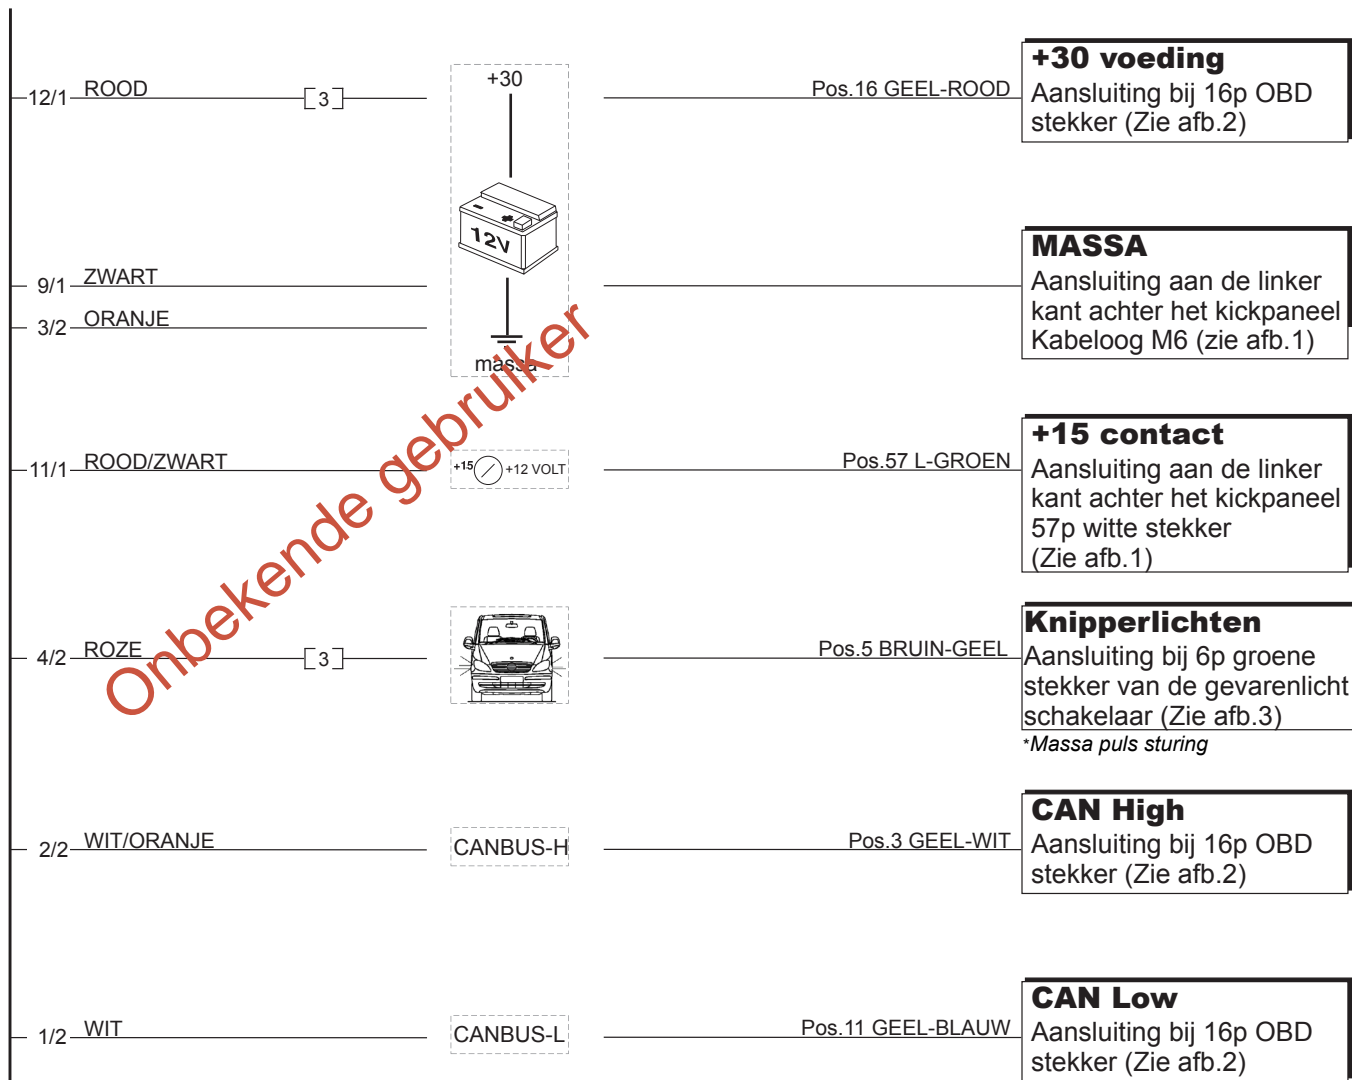 +30
12/1 ROOD [3] Pos.16 GEEL-ROOD
+30 voeding
Aansluiting bij 16p OBD
stekker (Zie afb.2)
12V
9/1 ZWART
3/2 ORANJE
massa
MASSA
Aansluiting aan de linker
kant achter het kickpaneel
Kabeloog M6 (zie afb.1)
11/1 ROOD/ZWART +15 +12 VOLT Pos.57 L-GROEN
+15 contact
Aansluiting aan de linker
kant achter het kickpaneel
57p witte stekker
(Zie afb.1)
4/2 ROZE [3] Pos.5 BRUIN-GEEL
Knipperlichten
Aansluiting bij 6p groene
stekker van de gevarenlicht
schakelaar (Zie afb.3)
*Massa puls sturing
2/2 WIT/ORANJE CANBUS-H Pos.3 GEEL-WIT
CAN High
Aansluiting bij 16p OBD
stekker (Zie afb.2)
1/2 WIT CANBUS-L Pos.11 GEEL-BLAUW
CAN Low
Aansluiting bij 16p OBD
stekker (Zie afb.2)
Onbekende gebruiker